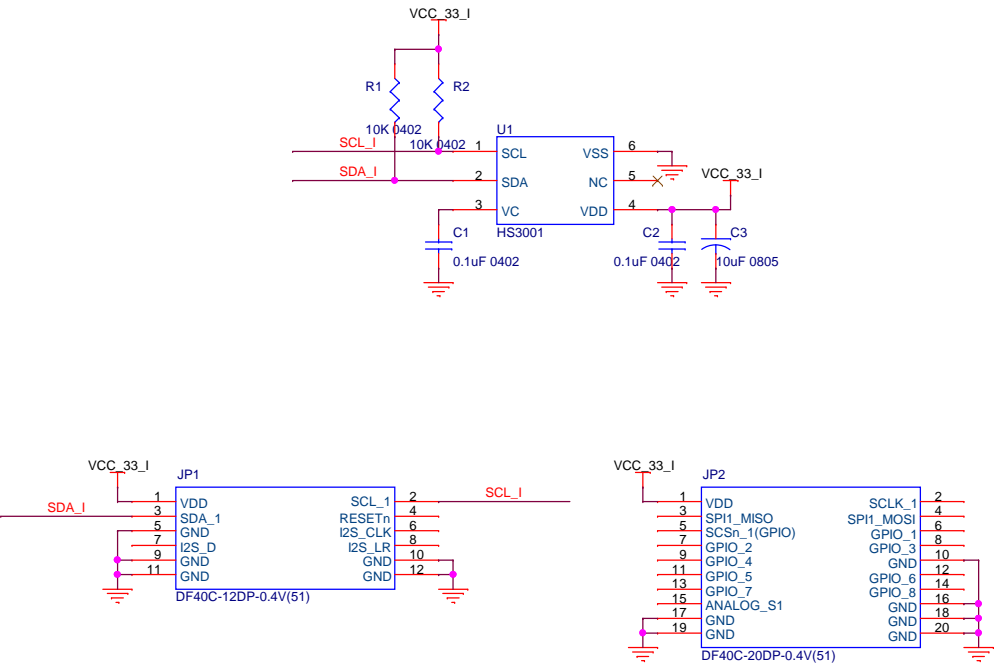 VCC_33_I
R1
R2
10K 0402
10K 0402
SCL_I
SDA_I
U1
1 SCL VSS 6
2 SDA NC 5
3 VC VDD 4
HS3001
VCC_33_I
C1
0.1uF 0402
C2
0.1uF 0402
C3
10uF 0805
VCC_33_I
JP1
SDA_I
SCL_I
1 VDD SCL_1 2
3 SDA_1 RESETn 4
5 GND I2S_CLK 6
7 I2S_D I2S_LR 8
9 GND GND 10
11 GND GND 12
DF40C-12DP-0.4V(51)
VCC_33_I
JP2
1 VDD SCLK_1 2
3 SPI1_MISO SPI1_MOSI 4
5 SCSn_1(GPIO) GPIO_1 6
7 GPIO_2 GPIO_3 8
9 GPIO_4 GND 10
11 GPIO_5 GPIO_6 12
13 GPIO_7 GPIO_8 14
15 ANALOG_S1 GND 16
17 GND GND 18
19 GND GND 20
DF40C-20DP-0.4V(51)